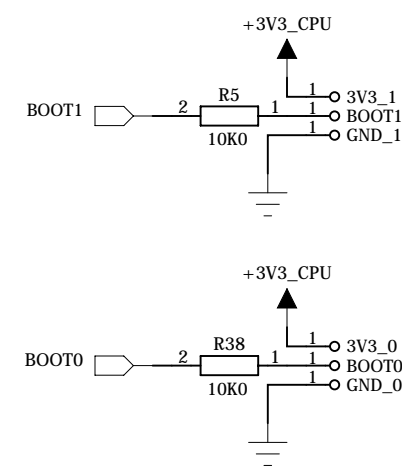 +3V3_CPU
R5
1
3V3_1
BOOT1
2
1
1
BOOT1
1
GND_1
10K0
+3V3_CPU
R38
1
3V3_0
BOOT0
2
1
1
BOOT0
1
GND_0
10K0